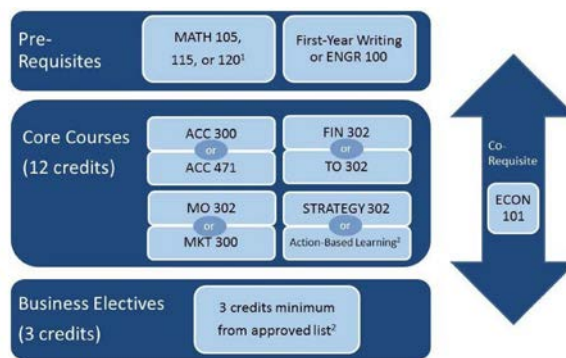 Pre-
Requisites
MATH 105,
115, or 120¹
First-Year Writing
or ENGR 100
Core Courses
(12 credits)
ACC 300
or
ACC 471
FIN 302
or
TO 302
MO 302
or
MKT 300
STRATEGY 302
or
Action-Based Learning²
Business Electives
(3 credits)
3 credits minimum
from approved list²
Co-
Requisite
ECON
101